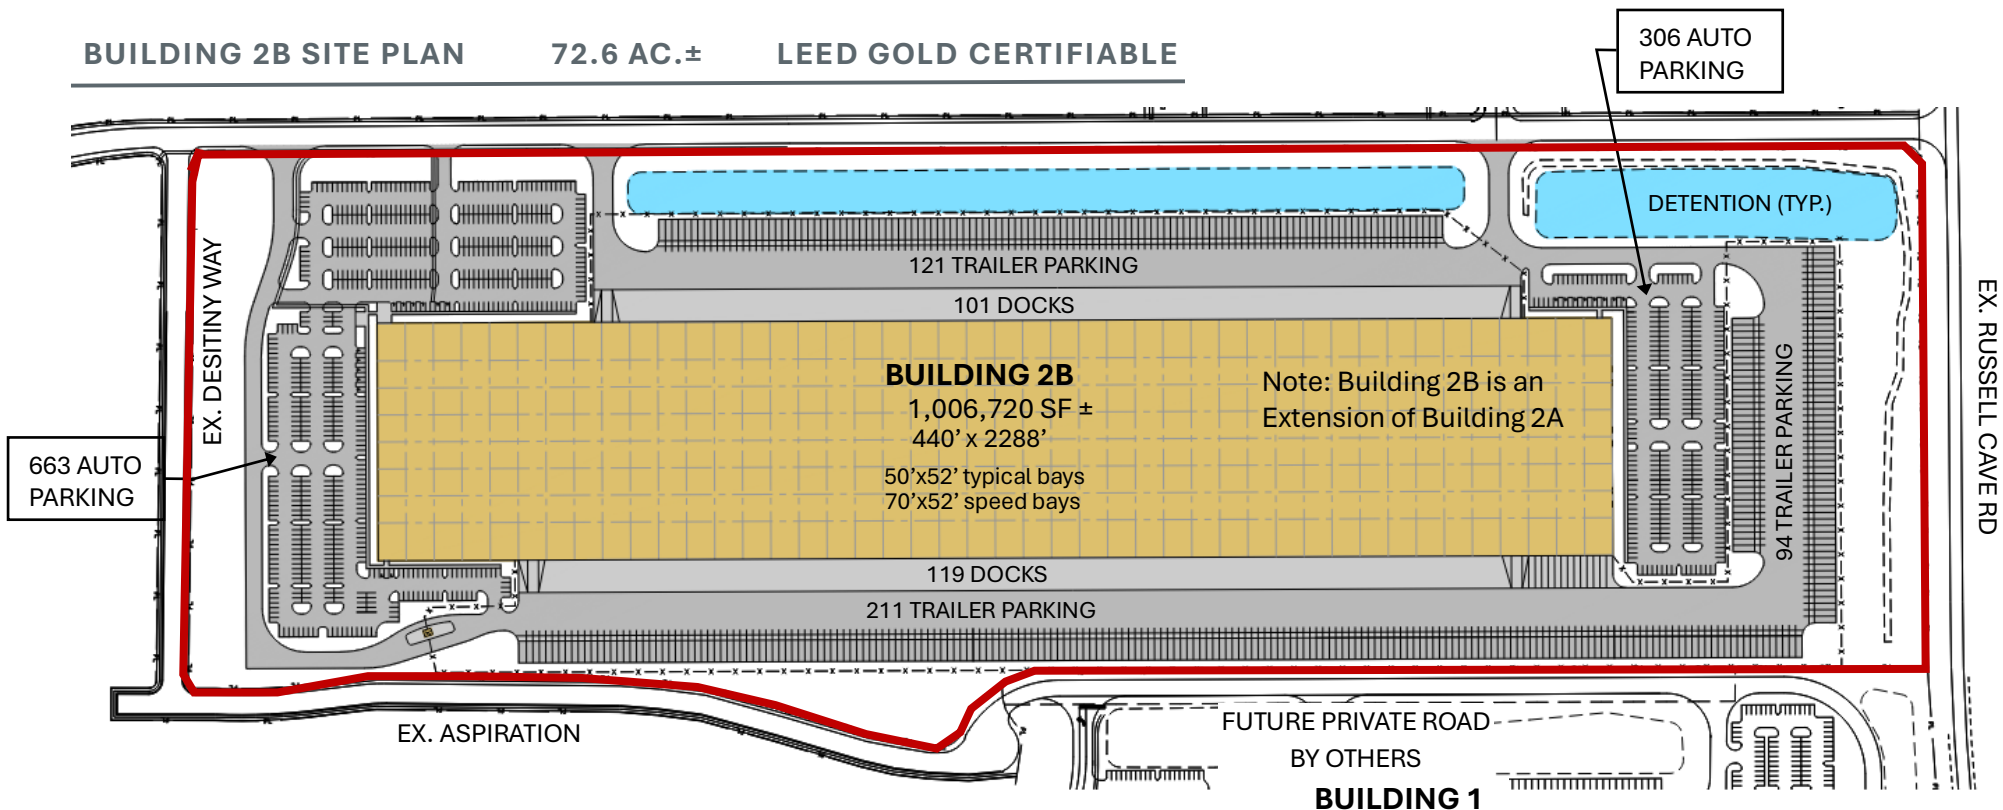 BUILDING 2B SITE PLAN 72.6 AC.± LEED GOLD CERTIFIABLE
306 AUTO
PARKING
DETENTION (TYP.)
121 TRAILER PARKING
101 DOCKS
EX. DESITINY WAY
663 AUTO
PARKING
BUILDING 2B
1,006,720 SF ±
440' x 2288'
50'x52' typical bays
70'x52' speed bays
Note: Building 2B is an
Extension of Building 2A
94 TRAILER PARKING
EX. RUSSELL CAVE RD
119 DOCKS
211 TRAILER PARKING
EX. ASPIRATION
FUTURE PRIVATE ROAD
BY OTHERS
BUILDING 1